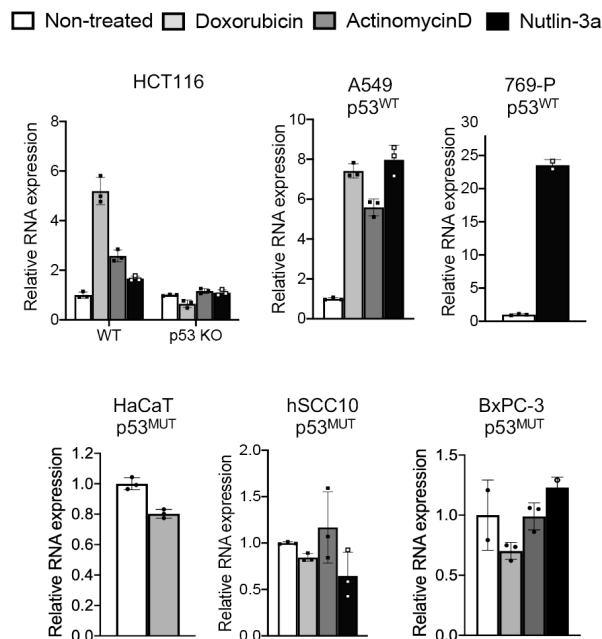 Non-treated Doxorubicin ActinomycinD Nutlin-3a
HCT116
Relative RNA expression
8
6
4
2
0
WT p53 KO
A549
p53WT
Relative RNA expression
10
8
6
4
2
0
769-P
p53WT
Relative RNA expression
30
25
20
15
10
5
0
HaCaT
p53MUT
Relative RNA expression
1.2
1.0
0.8
0.6
0.4
0.2
0.0
hSCC10
p53MUT
Relative RNA expression
2.0
1.5
1.0
0.5
0.0
BxPC-3
p53MUT
Relative RNA expression
1.5
1.0
0.5
0.0